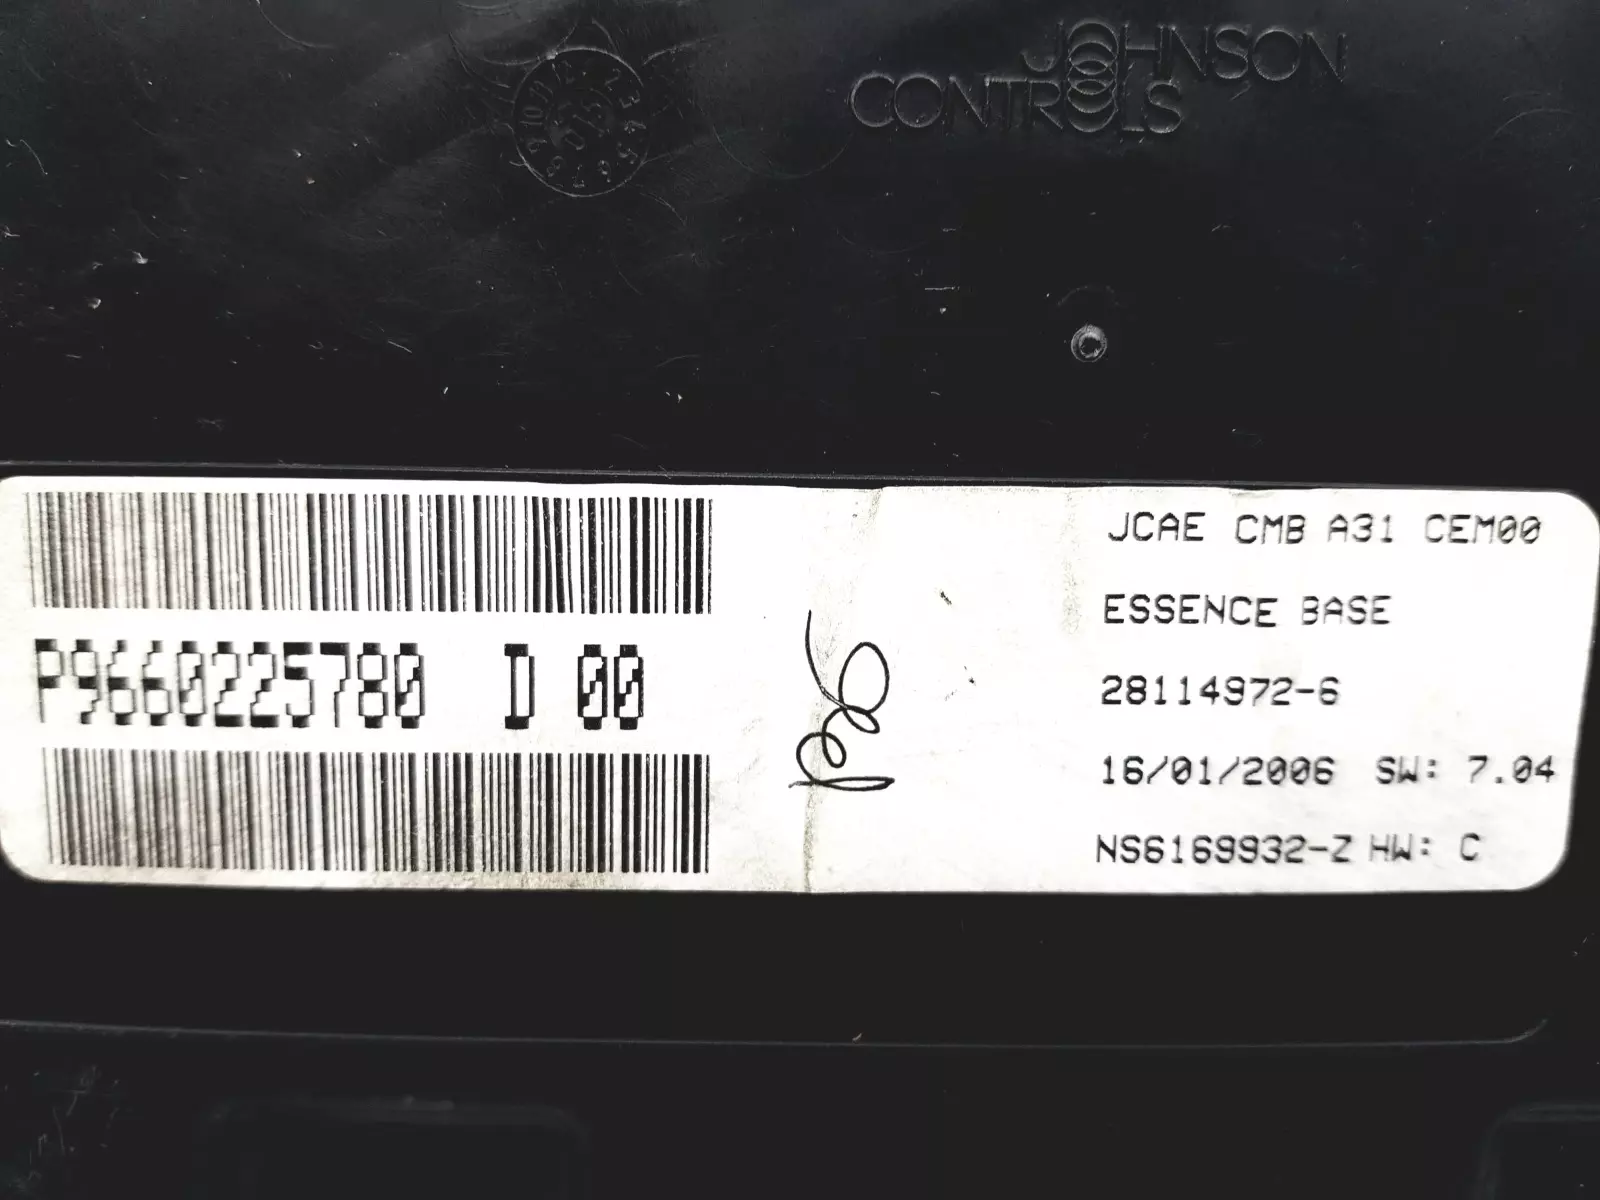 JOHNSON
CONTROLS
P9660225780 D 00
JCAE CMB A31 CEM00
ESSENCE BASE
28114972-6
16/01/2006 SW: 7.04
NS6169932-Z HW: C